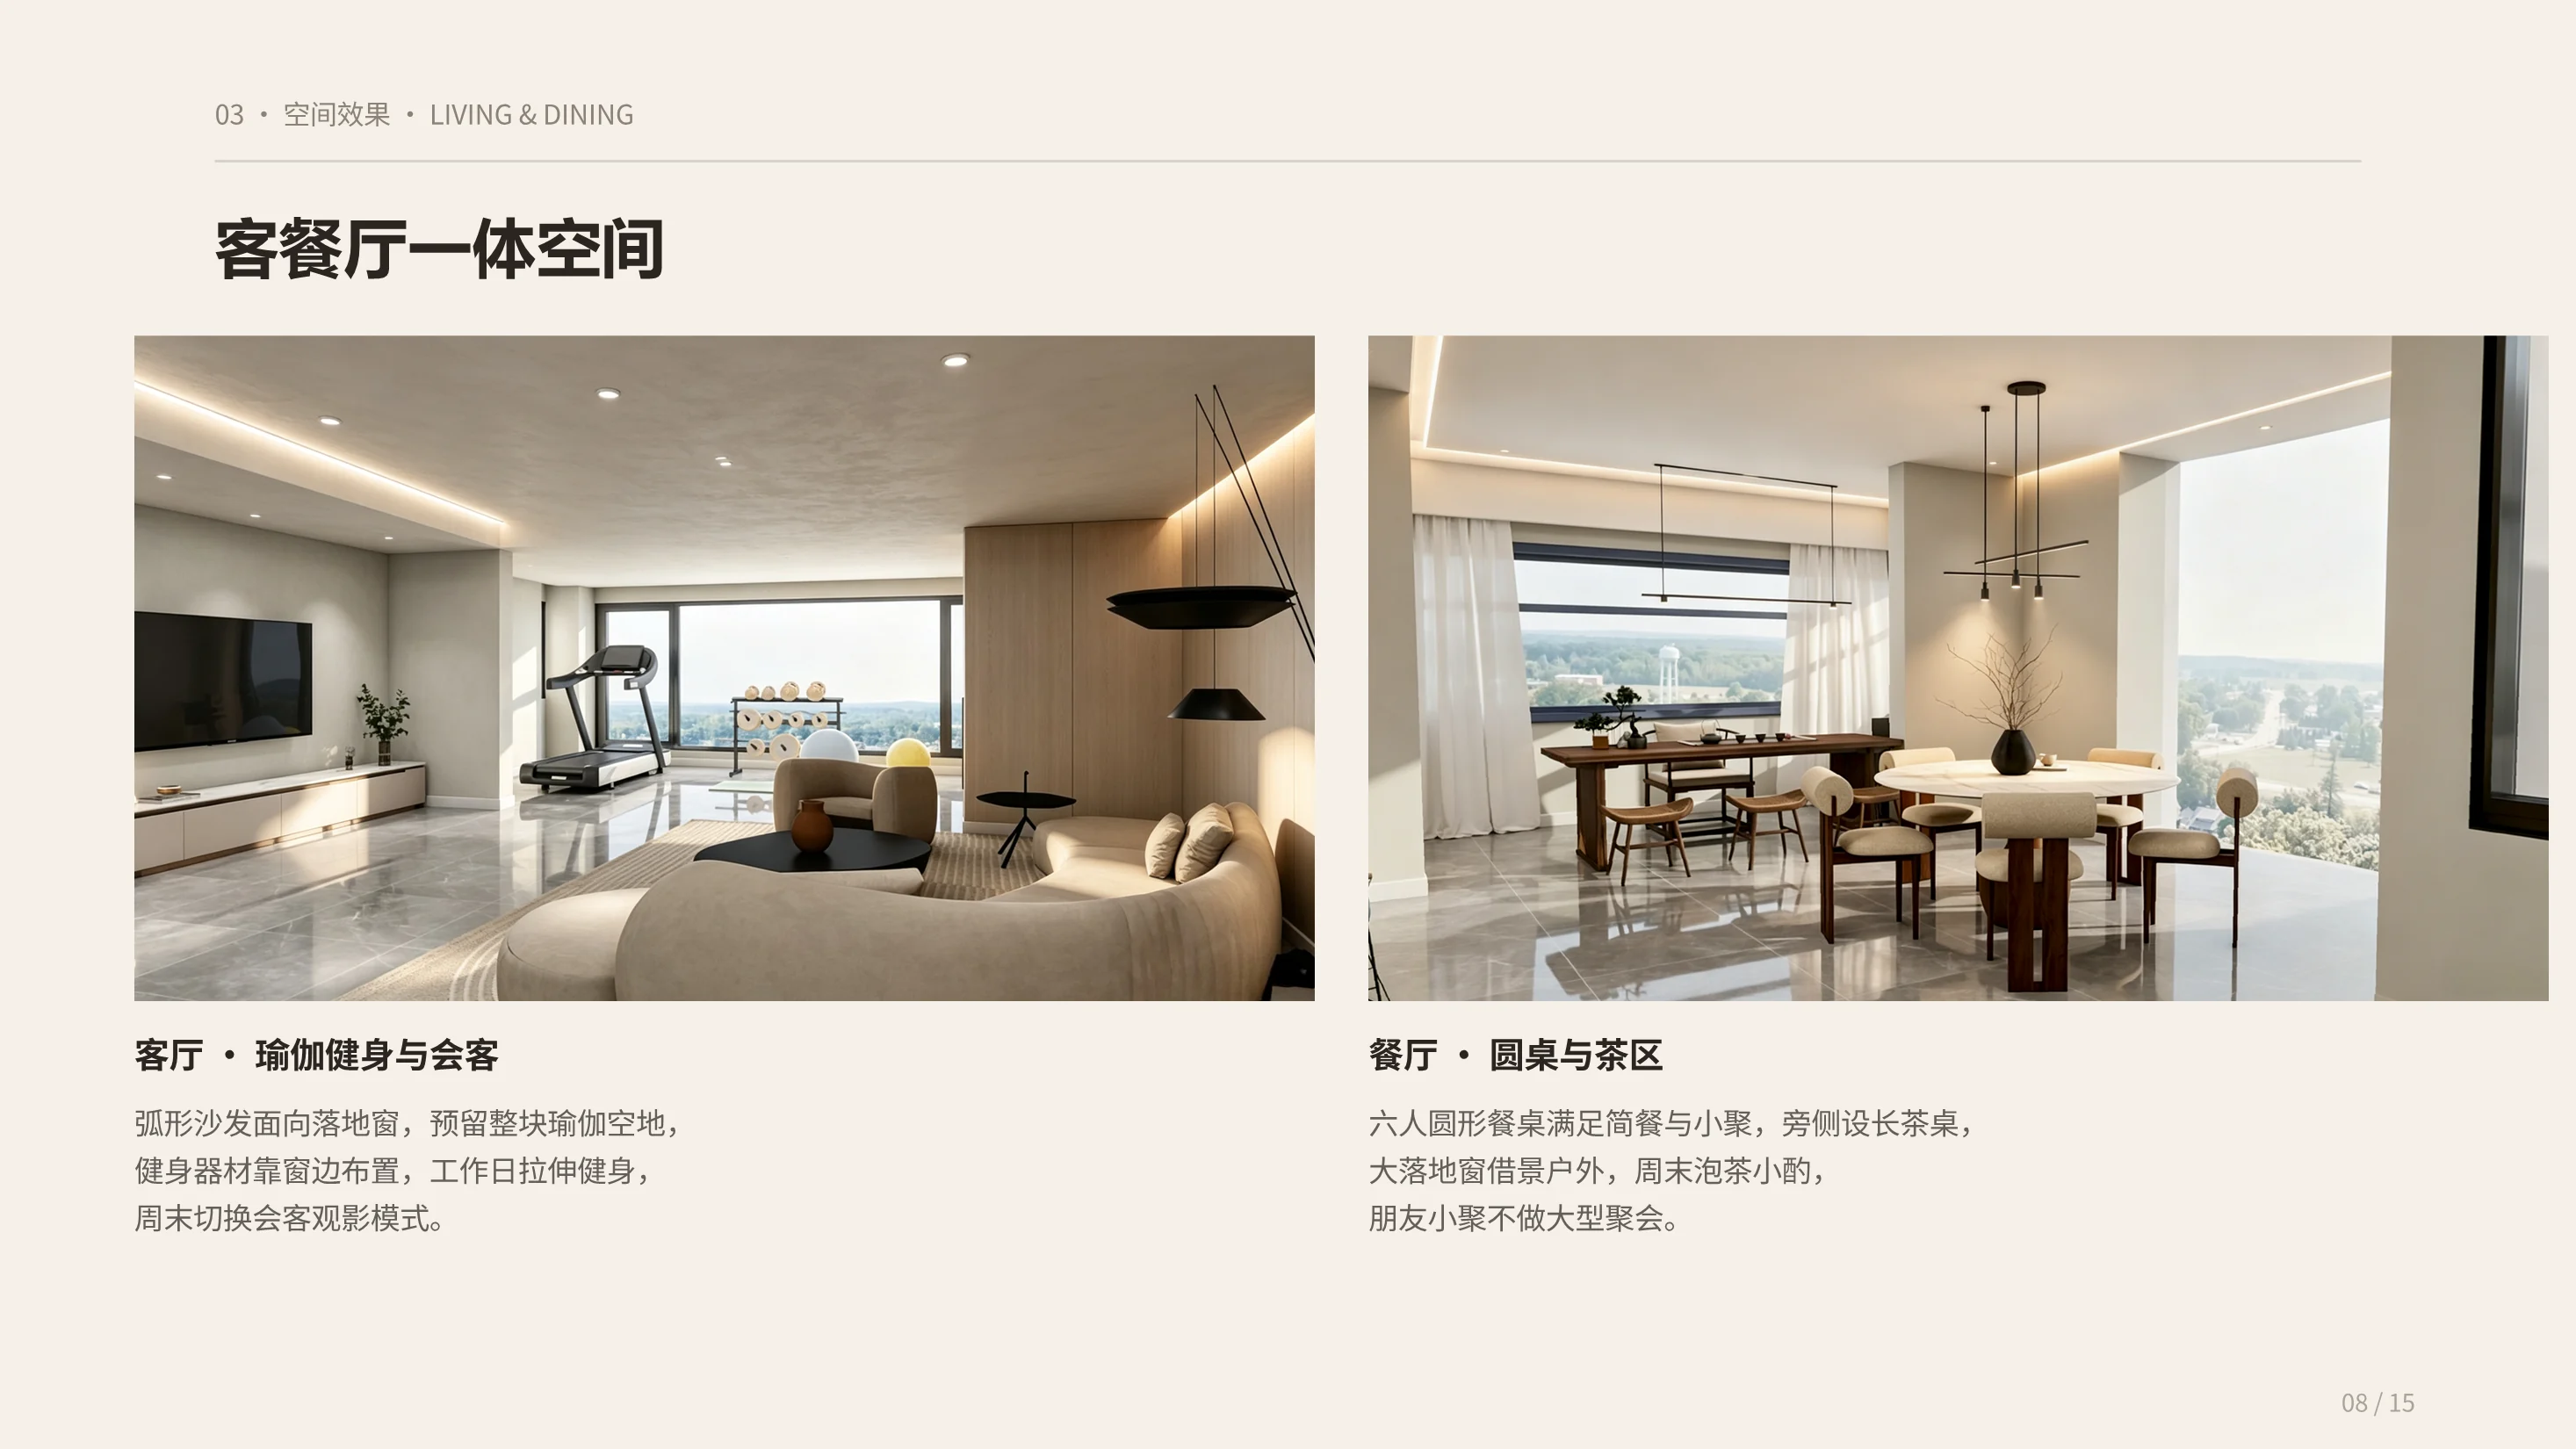 03 • 空间效果 • LIVING & DINING
客餐厅一体空间
客厅 • 瑜伽健身与会客
弧形沙发面向落地窗，预留整块瑜伽空地，
健身器材靠窗边布置，工作日拉伸健身，
周末切换会客观影模式。
餐厅 • 圆桌与茶区
六人圆形餐桌满足简餐与小聚，旁侧设长茶桌，
大落地窗借景户外，周末泡茶小酌，
朋友小聚不做大型聚会。
08 / 15